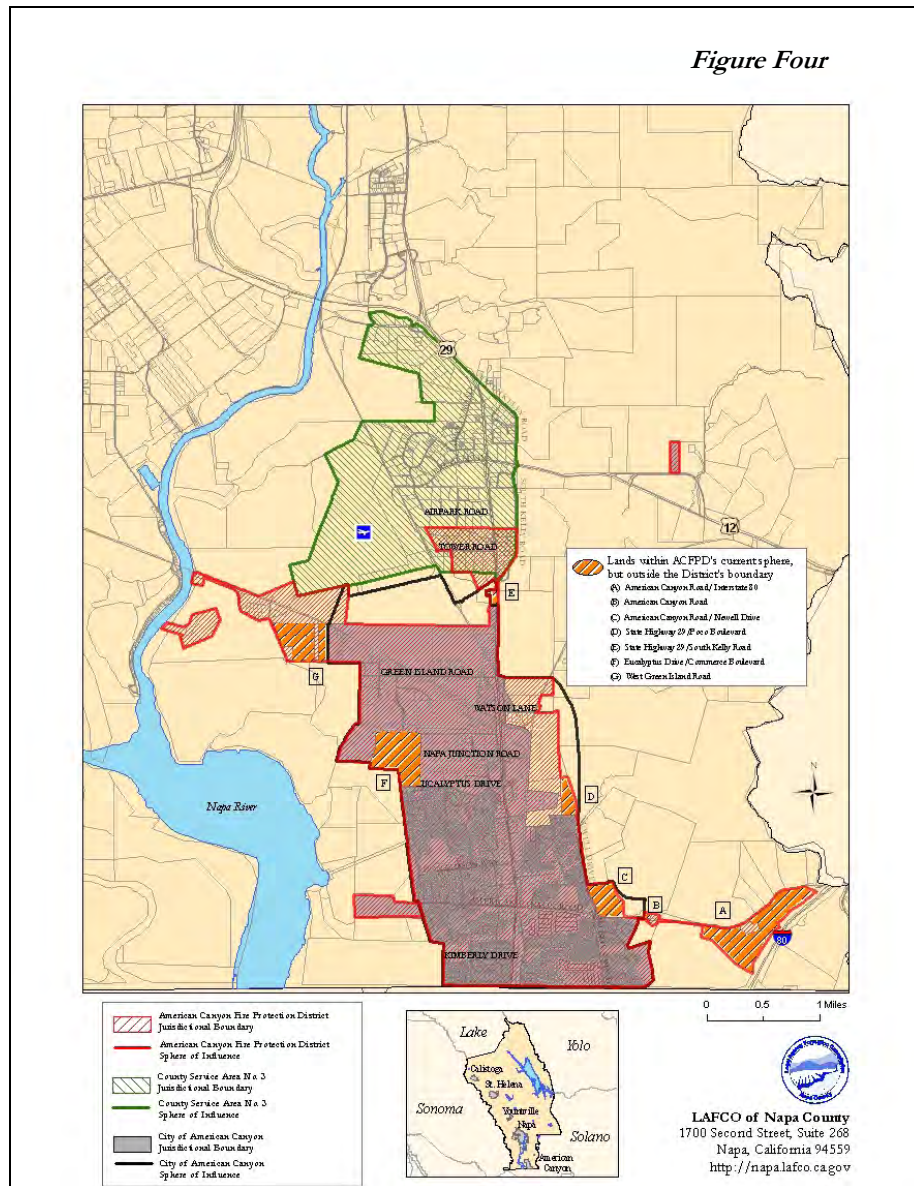 Figure Four
29
AIRPARK ROAD
TOWER ROAD
SOUTH KELLY ROAD
12
Lands within ACFPD's current sphere,
but outside the District's boundary
(A) American Canyon Road/ Interstate 80
(B) American Canyon Road
(C) American Canyon Road/ Newell Drive
(D) State Highway 29 /Poco Boulevard
(E) State Highway 29 /South Kelly Road
(F) Eucalyptus Drive /Commerce Boulevard
(G) West Green Island Road
E
G
GREEN ISLAND ROAD
WATSON LANE
NAPA JUNCTION ROAD
F
EUCALYPTUS DRIVE
D
Napa River
N
C
B
A
80
KIMBERLY DRIVE
0 0.5 1 Miles
American Canyon Fire Protection District
Jurisdictional Boundary
American Canyon Fire Protection District
Sphere of Influence
County Service Area No. 3
Jurisdictional Boundary
County Service Area No. 3
Sphere of Influence
City of American Canyon
Jurisdictional Boundary
City of American Canyon
Sphere of Influence
Lake
Yolo
Calistoga
St. Helena
Yountville
Napa
Sonoma
Solano
American
Canyon
Napa County
LAFCO of Napa County
1700 Second Street, Suite 268
Napa, California 94559
http://napa.lafco.ca.gov